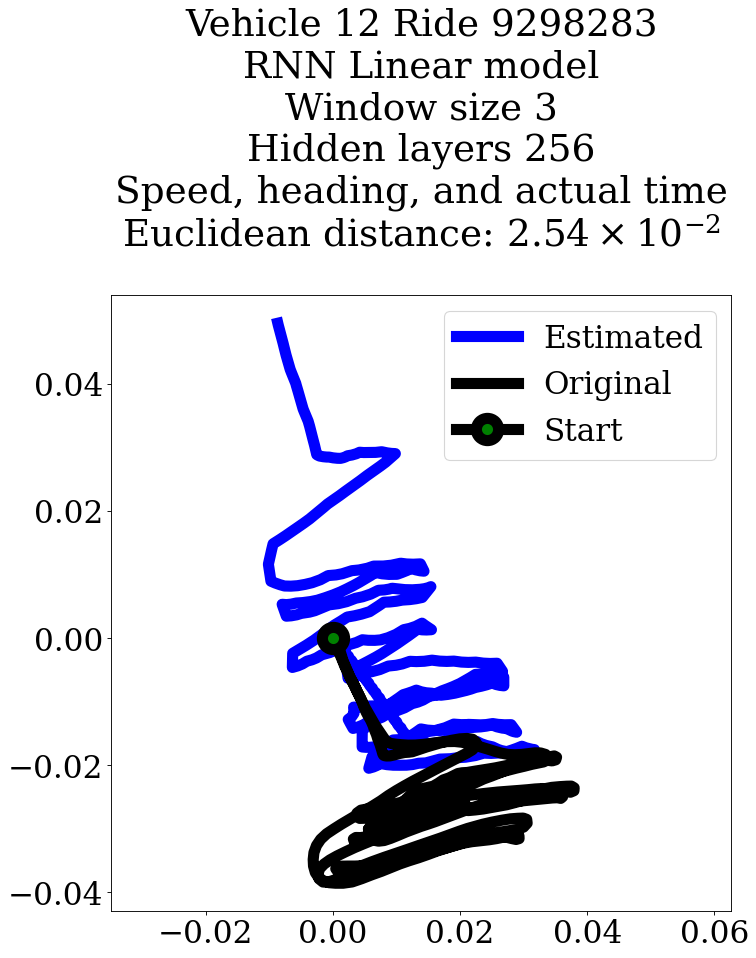 Vehicle 12 Ride 9298283
RNN Linear model
Window size 3
Hidden layers 256
Speed, heading, and actual time
Euclidean distance: 2.54 × 10⁻²
Estimated
Original
Start
0.04
0.02
0.00
−0.02
−0.04
−0.02 0.00 0.02 0.04 0.06